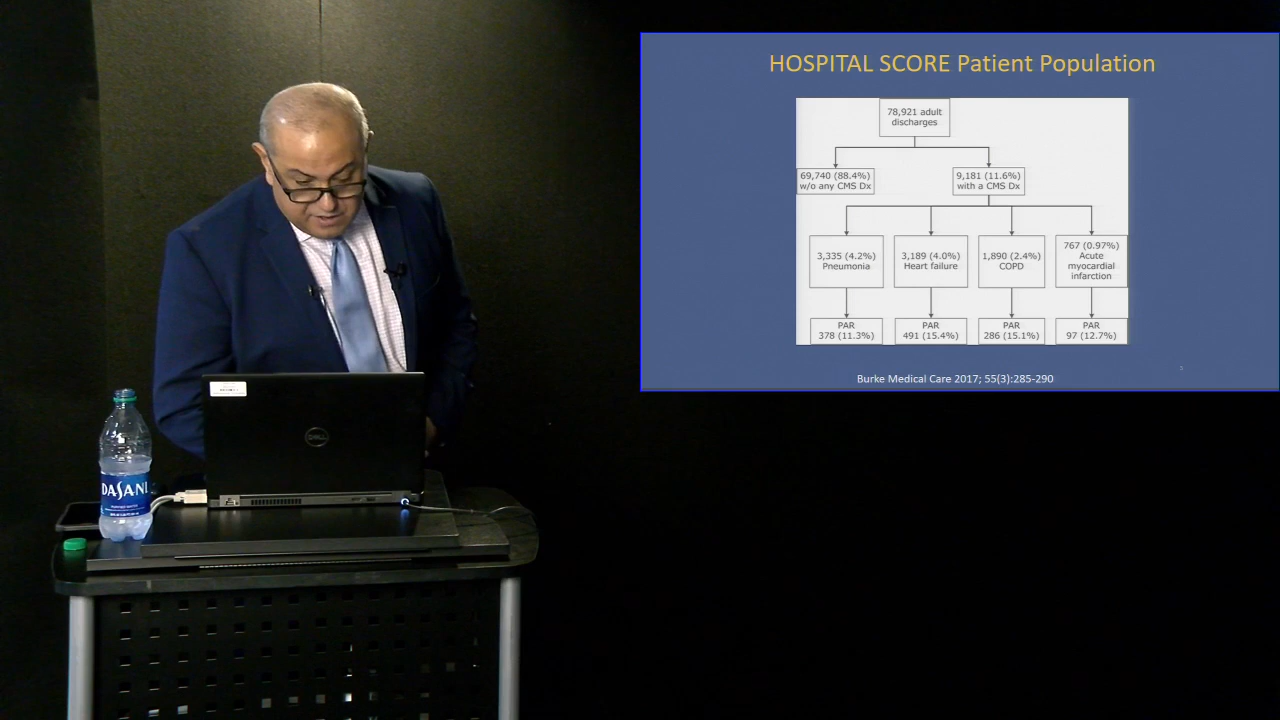 HOSPITAL SCORE Patient Population
78,921 adult
discharges
69,740 (88.4%)
w/o any CMS Dx
9,181 (11.6%)
with a CMS Dx
3,335 (4.2%)
Pneumonia
3,189 (4.0%)
Heart failure
1,890 (2.4%)
COPD
767 (0.97%)
Acute
myocardial
infarction
PAR
378 (11.3%)
PAR
491 (15.4%)
PAR
286 (15.1%)
PAR
97 (12.7%)
Burke Medical Care 2017; 55(3):285-290
DELL
DASANI